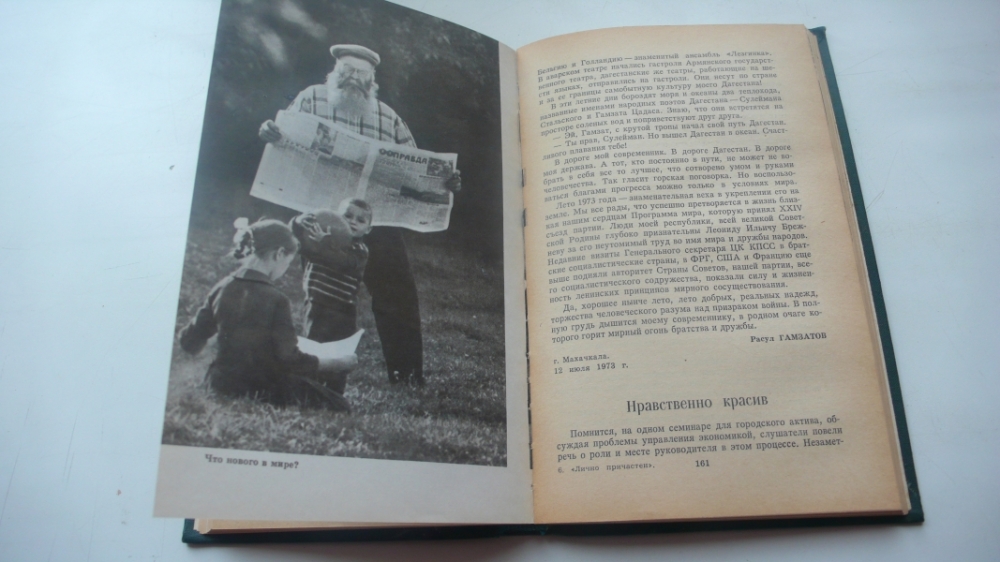 ПРАВДА
Что нового в мире?
Бельгию и Голландию — знаменитый ансамбль «Лезгинка».
В аварском театре начались гастроли Армянского государст-
венного театра, дагестанские же театры, работающие на ше-
сти языках, отправились на гастроли. Они несут по стране
и за ее границы самобытную культуру моего Дагестана!
В эти летние дни бороздят моря и океаны два теплохода,
названные именами народных поэтов Дагестана — Сулеймана
Стальского и Гамзата Цадаса. Знаю, что они встретятся на
просторе соленых вод и поприветствуют друг друга.
— Эй, Гамзат, с крутой тропы начал свой путь Дагестан.
— Ты прав, Сулейман. Но вышел Дагестан в океан. Счаст-
ливого плавания тебе!
В дороге мой современник. В дороге Дагестан. В дороге
моя держава. А тот, кто постоянно в пути, не может не во-
брать в себя все то лучшее, что сотворено умом и руками
человечества. Так гласит горская поговорка. Но воспользо-
ваться благами прогресса можно только в условиях мира.
Лето 1973 года — знаменательная веха в укреплении его на
земле. Мы все рады, что успешно претворяется в жизнь близ-
кая нашим сердцам Программа мира, которую принял XXIV
съезд партии. Люди моей республики, всей великой Совет-
ской Родины глубоко признательны Леониду Ильичу Бреж-
неву за его неутомимый труд во имя мира и дружбы народов.
Недавние визиты Генерального секретаря ЦК КПСС в брат-
ские социалистические страны, в ФРГ, США и Францию еще
выше подняли авторитет Страны Советов, нашей партии, все-
го социалистического содружества, показали силу и жизнен-
ность ленинских принципов мирного сосуществования.
Да, хорошее нынче лето, лето добрых, реальных надежд,
торжества человеческого разума над призраком войны. В пол-
ную грудь дышится моему современнику, в родном очаге ко-
торого горит мирный огонь братства и дружбы.
Расул ГАМЗАТОВ
г. Махачкала.
12 июля 1973 г.
Нравственно красив
Помнится, на одном семинаре для городского актива, об-
суждая проблемы управления экономикой, слушатели повели
речь о роли и месте руководителя в этом процессе. Незамет-
6. «Лично причастен».
161